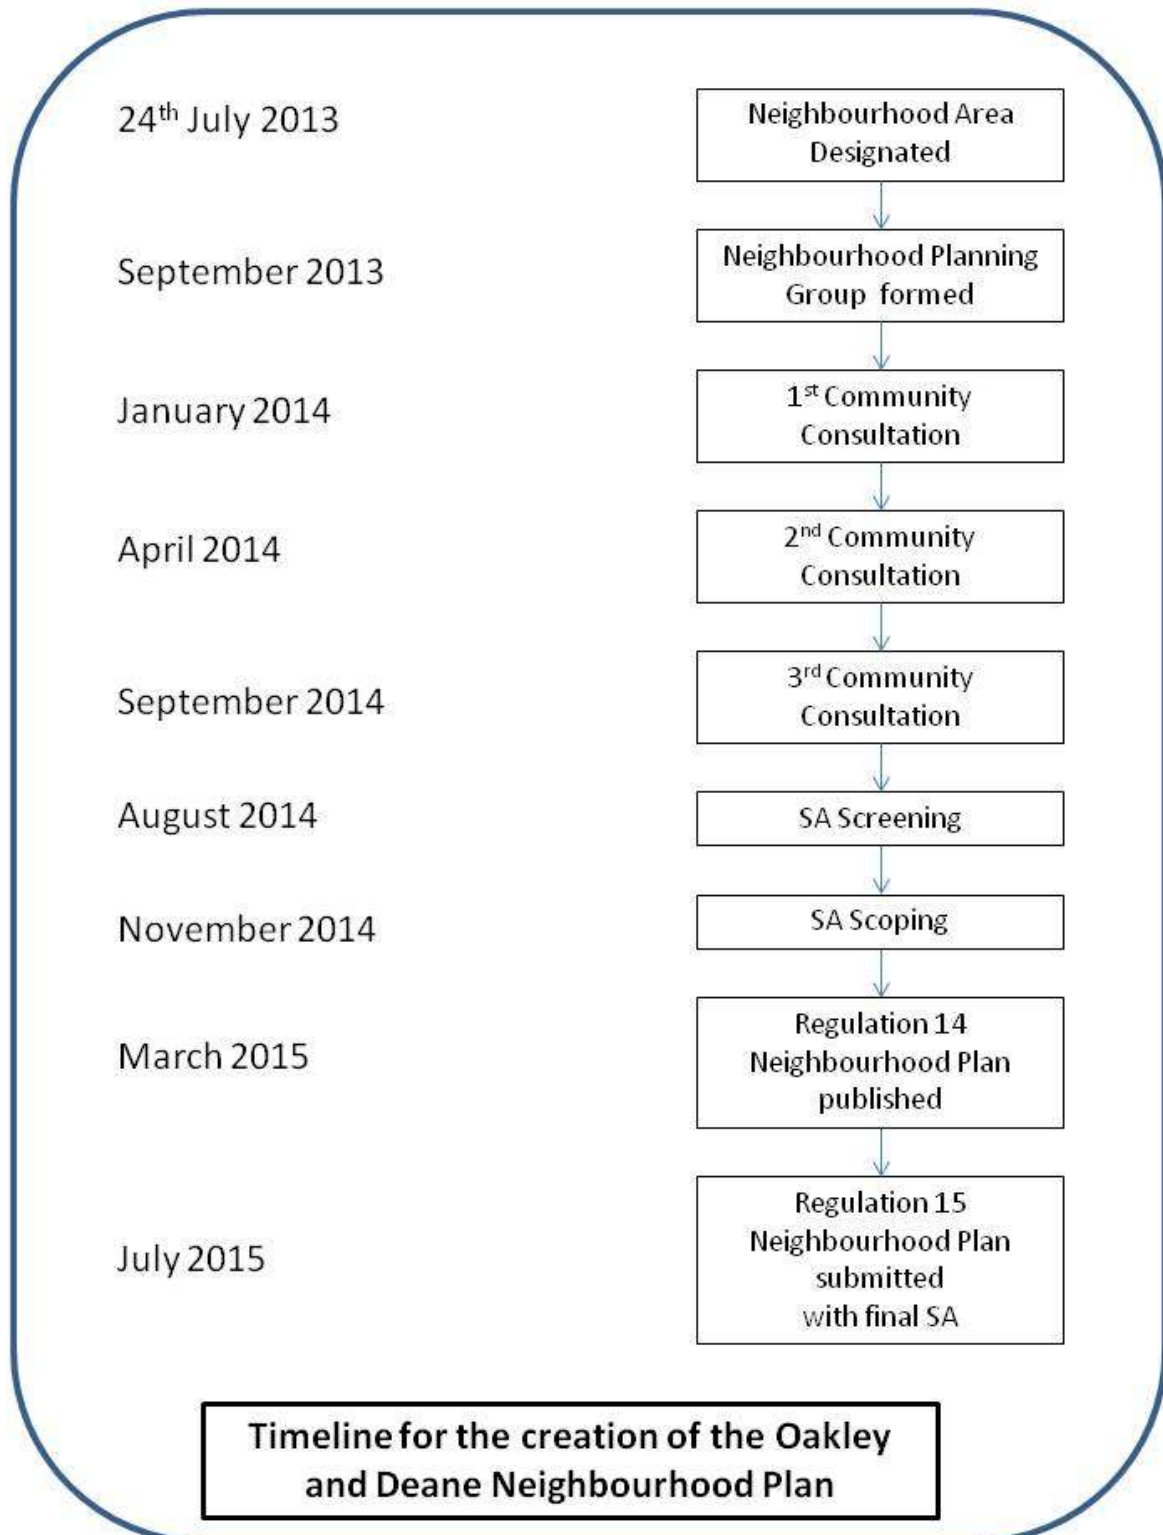 24th July 2013
Neighbourhood Area
Designated
September 2013
Neighbourhood Planning
Group formed
January 2014
1st Community
Consultation
April 2014
2nd Community
Consultation
September 2014
3rd Community
Consultation
August 2014
SA Screening
November 2014
SA Scoping
March 2015
Regulation 14
Neighbourhood Plan
published
July 2015
Regulation 15
Neighbourhood Plan
submitted
with final SA
Timeline for the creation of the Oakley
and Deane Neighbourhood Plan